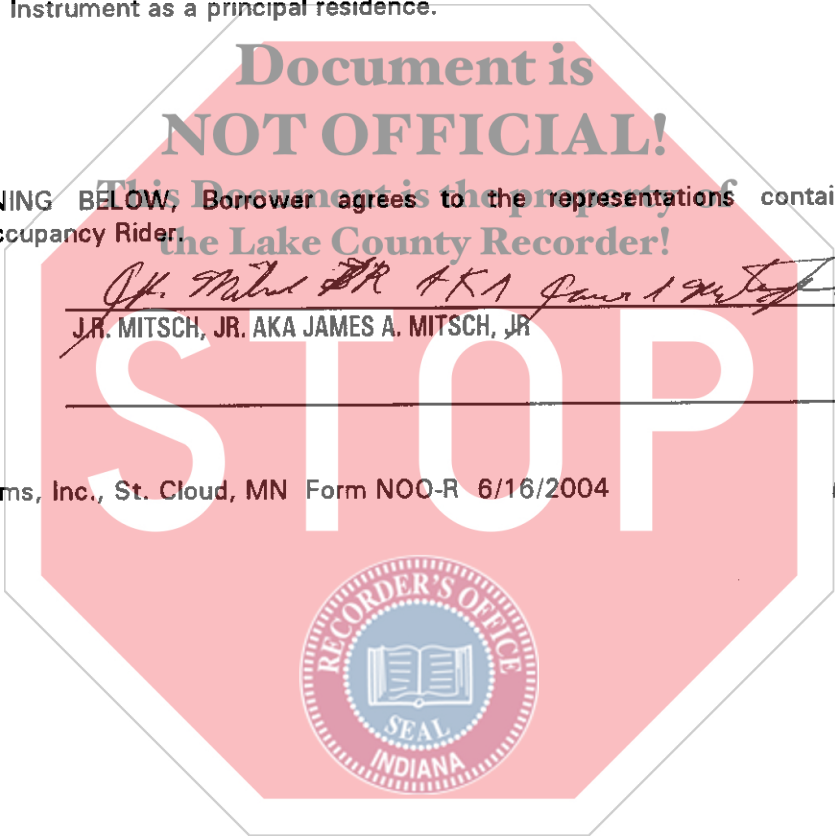 Instrument as a principal residence.
Document is
NOT OFFICIAL!
This Document is the property of
NING BELOW, Borrower agrees to the representations contai
ccupancy Rider.
the Lake County Recorder!
JR AKA
J.R. MITSCH, JR. AKA JAMES A. MITSCH, JR
STOP
ms, Inc., St. Cloud, MN Form NOO-R 6/16/2004
RECORDER'S OFFICE
SEAL
INDIANA